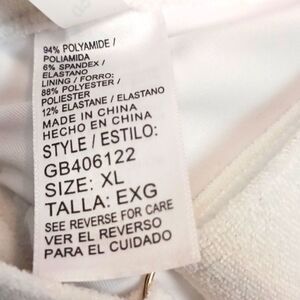 94% POLYAMIDE /
POLIAMIDA
6% SPANDEX /
ELASTANO
LINING / FORRO:
88% POLYESTER /
POLIESTER
12% ELASTANE / ELASTANO
MADE IN CHINA
HECHO EN CHINA
STYLE / ESTILO:
GB406122
SIZE: XL
TALLA: EXG
SEE REVERSE FOR CARE
VER EL REVERSO
PARA EL CUIDADO